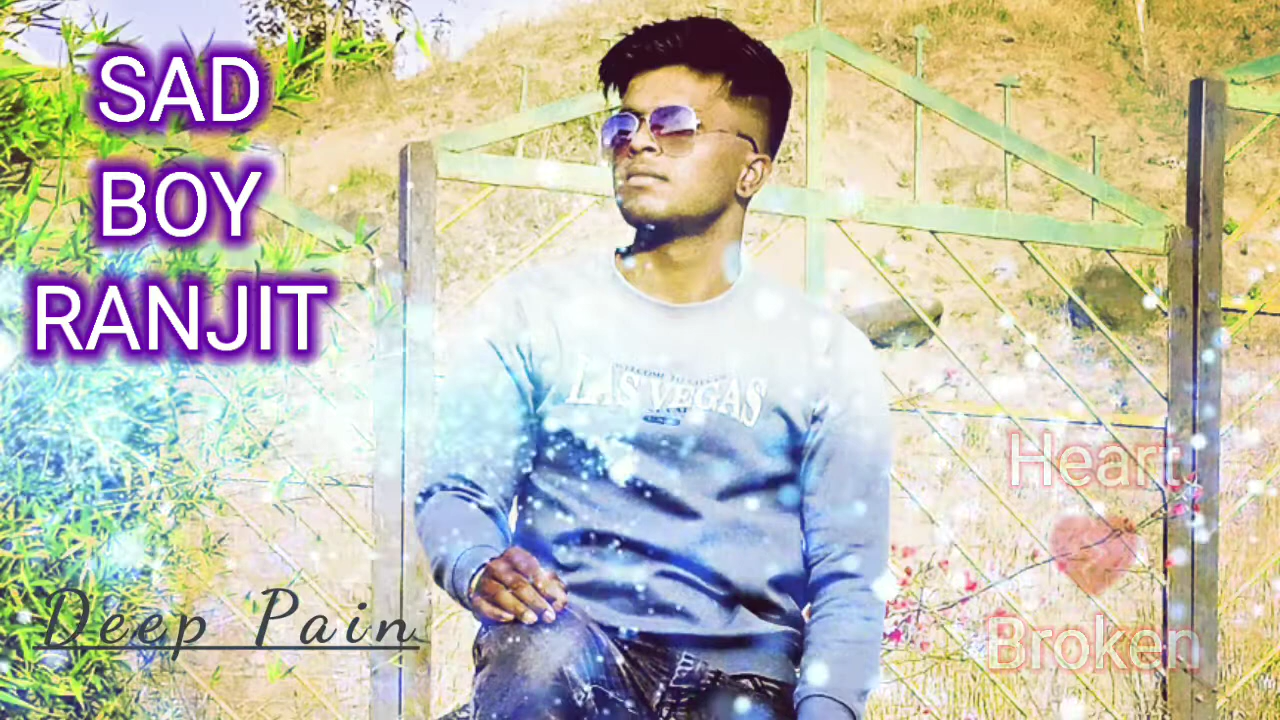 SAD
BOY
RANJIT
LAS VEGAS
Heart
Broken
Deep Pain